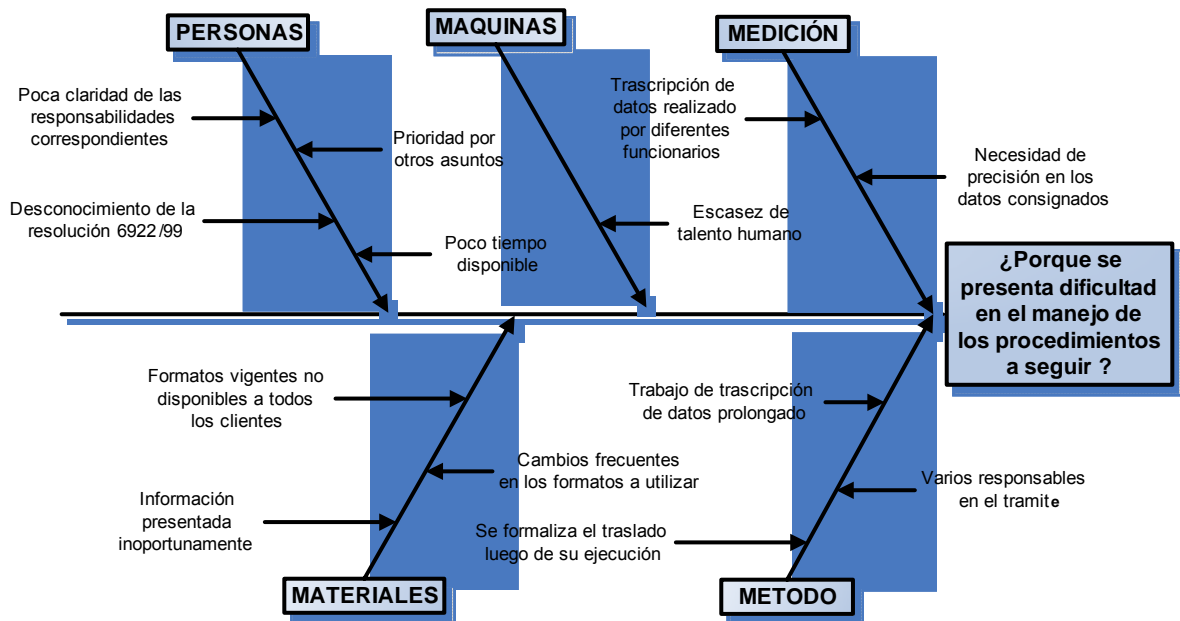 PERSONAS
MAQUINAS
MEDICIÓN
Poca claridad de las
responsabilidades
correspondientes
Prioridad por
otros asuntos
Desconocimiento de la
resolución 6922/99
Poco tiempo
disponible
Escasez de
talento humano
Trascripción de
datos realizado
por diferentes
funcionarios
Necesidad de
precisión en los
datos consignados
¿Porque se
presenta dificultad
en el manejo de
los procedimientos
a seguir ?
Formatos vigentes no
disponibles a todos
los clientes
Cambios frecuentes
en los formatos a utilizar
Información
presentada
inoportunamente
Trabajo de trascripción
de datos prolongado
Varios responsables
en el tramite
Se formaliza el traslado
luego de su ejecución
MATERIALES
METODO